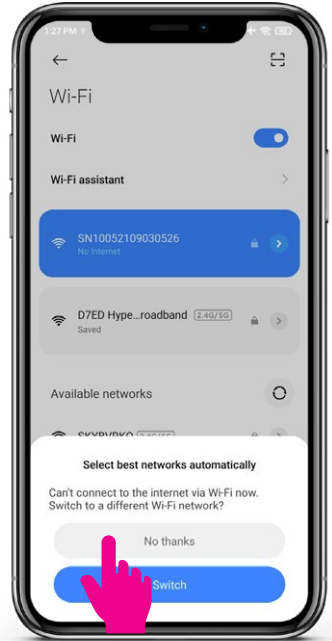 1:27 PM
Wi-Fi
Wi-Fi
Wi-Fi assistant
SN10052109030526
No Internet
D7ED Hype...roadband 2.4G/5G
Saved
Available networks
Select best networks automatically
Can't connect to the internet via Wi-Fi now.
Switch to a different Wi-Fi network?
No thanks
Switch